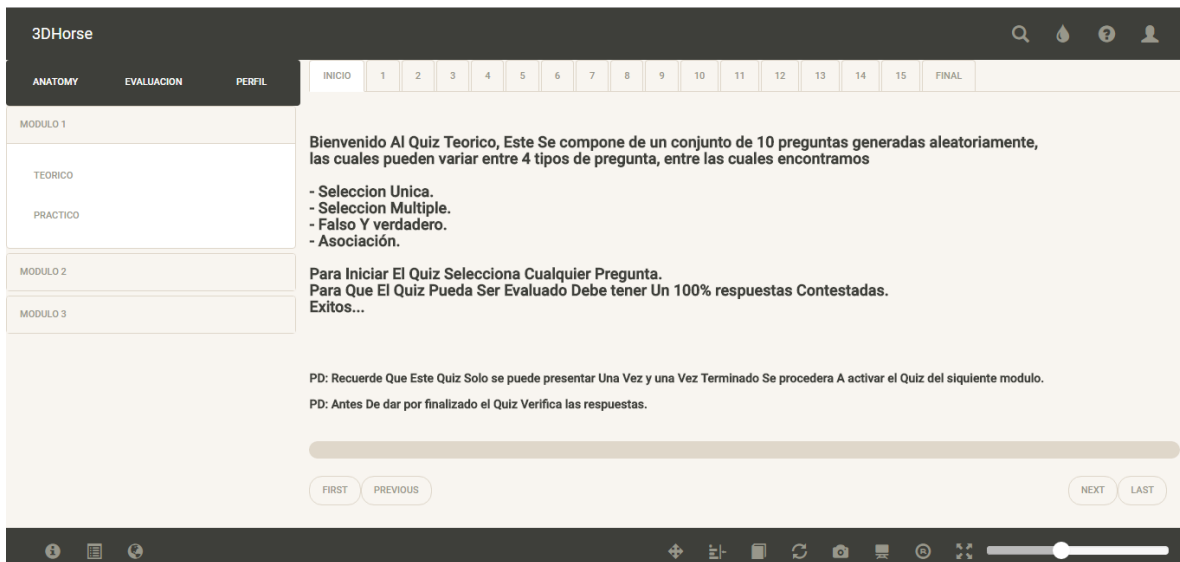 3DHorse
ANATOMY EVALUACION PERFIL
INICIO 1 2 3 4 5 6 7 8 9 10 11 12 13 14 15 FINAL
MODULO 1
TEORICO
PRACTICO
MODULO 2
MODULO 3
Bienvenido Al Quiz Teorico, Este Se compone de un conjunto de 10 preguntas generadas aleatoriamente,
las cuales pueden variar entre 4 tipos de pregunta, entre las cuales encontramos
- Seleccion Unica.
- Seleccion Multiple.
- Falso Y verdadero.
- Asociación.
Para Iniciar El Quiz Selecciona Cualquier Pregunta.
Para Que El Quiz Pueda Ser Evaluado Debe tener Un 100% respuestas Contestadas.
Exitos...
PD: Recuerde Que Este Quiz Solo se puede presentar Una Vez y una Vez Terminado Se procedera A activar el Quiz del siquiente modulo.
PD: Antes De dar por finalizado el Quiz Verifica las respuestas.
FIRST PREVIOUS NEXT LAST